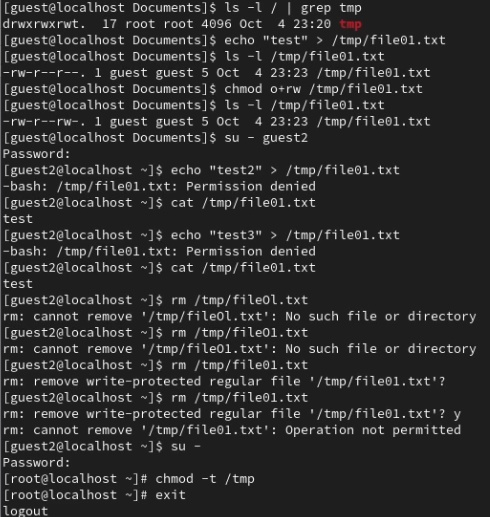 [guest@localhost Documents]$ ls -l / | grep tmp
drwxrwxrwt.  17 root root 4096 Oct  4 23:20 tmp
[guest@localhost Documents]$ echo "test" > /tmp/file01.txt
[guest@localhost Documents]$ ls -l /tmp/file01.txt
-rw-r--r--. 1 guest guest 5 Oct  4 23:23 /tmp/file01.txt
[guest@localhost Documents]$ chmod o+rw /tmp/file01.txt
[guest@localhost Documents]$ ls -l /tmp/file01.txt
-rw-r--rw-. 1 guest guest 5 Oct  4 23:23 /tmp/file01.txt
[guest@localhost Documents]$ su - guest2
Password:
[guest2@localhost ~]$ echo "test2" > /tmp/file01.txt
-bash: /tmp/file01.txt: Permission denied
[guest2@localhost ~]$ cat /tmp/file01.txt
test
[guest2@localhost ~]$ echo "test3" > /tmp/file01.txt
-bash: /tmp/file01.txt: Permission denied
[guest2@localhost ~]$ cat /tmp/file01.txt
test
[guest2@localhost ~]$ rm /tmp/fileOl.txt
rm: cannot remove '/tmp/fileOl.txt': No such file or directory
[guest2@localhost ~]$ rm /tmp/fileO1.txt
rm: cannot remove '/tmp/fileO1.txt': No such file or directory
[guest2@localhost ~]$ rm /tmp/file01.txt
rm: remove write-protected regular file '/tmp/file01.txt'?
[guest2@localhost ~]$ rm /tmp/file01.txt
rm: remove write-protected regular file '/tmp/file01.txt'? y
rm: cannot remove '/tmp/file01.txt': Operation not permitted
[guest2@localhost ~]$ su -
Password:
[root@localhost ~]# chmod -t /tmp
[root@localhost ~]# exit
logout